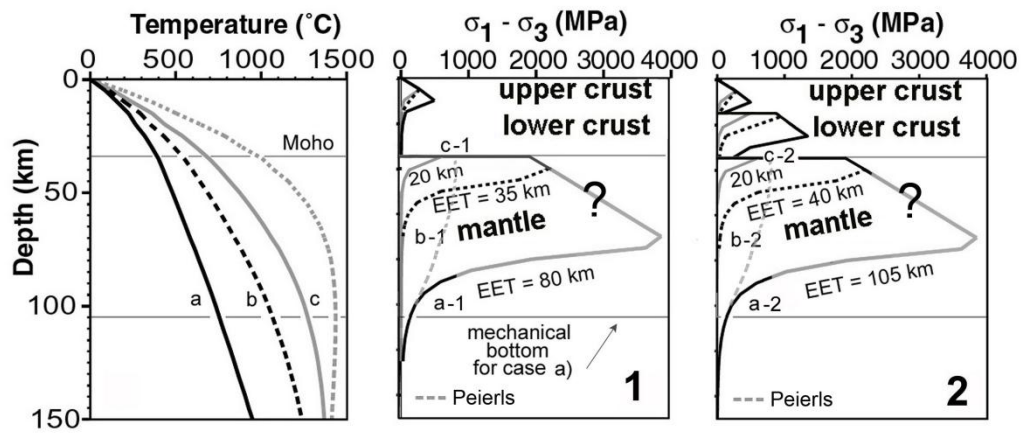 Temperature (˚C)
0 500 1000 1500
0
50
100
150
Depth (km)
Moho
a b c
σ1 - σ3 (MPa)
0 1000 2000 3000 4000
upper crust
lower crust
c-1
20 km
EET = 35 km
?
b-1
mantle
EET = 80 km
a-1
mechanical
bottom
for case a)
Peierls
1
σ1 - σ3 (MPa)
0 1000 2000 3000 4000
upper crust
lower crust
c-2
20 km
EET = 40 km
?
b-2
mantle
EET = 105 km
a-2
Peierls
2